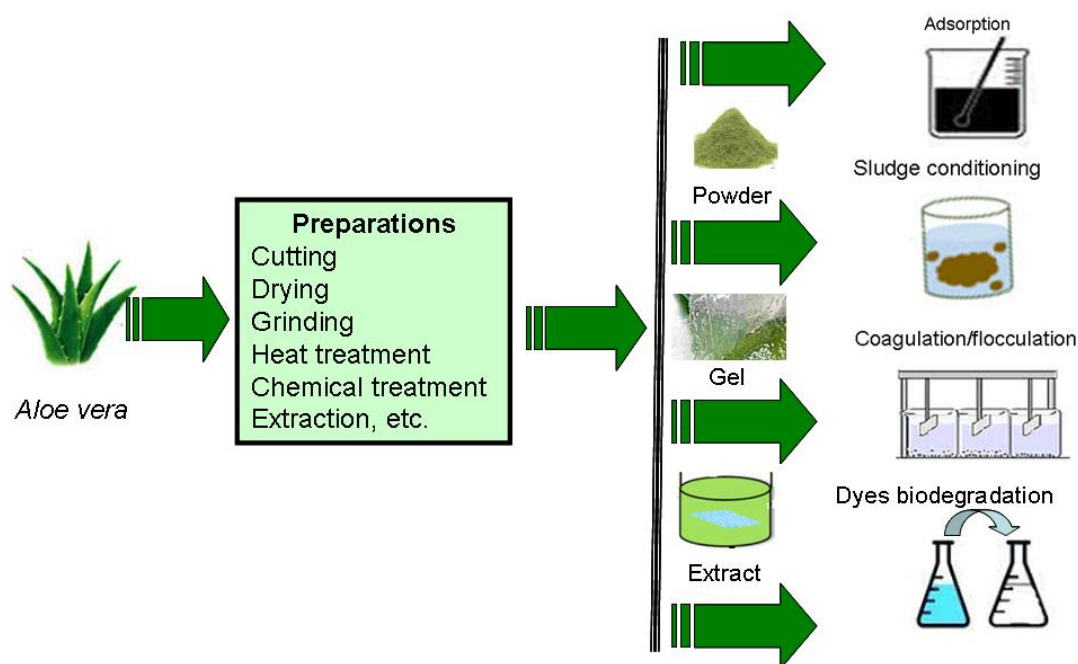 Aloe vera
Preparations
Cutting
Drying
Grinding
Heat treatment
Chemical treatment
Extraction, etc.
Powder
Gel
Extract
Adsorption
Sludge conditioning
Coagulation/flocculation
Dyes biodegradation